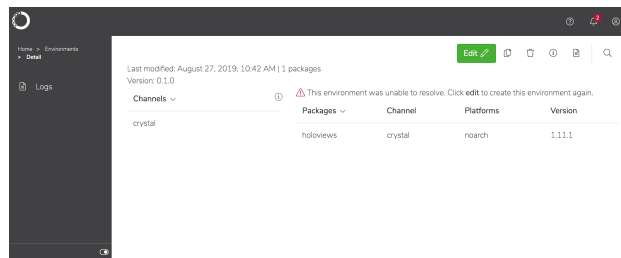 2
Home > Environments
> Detail
Logs
Edit
Last modified: August 27, 2019, 10:42 AM | 1 packages
Version: 0.1.0
Channels
crystal
This environment was unable to resolve. Click edit to create this environment again.
Packages Channel Platforms Version
holoviews crystal noarch 1.11.1